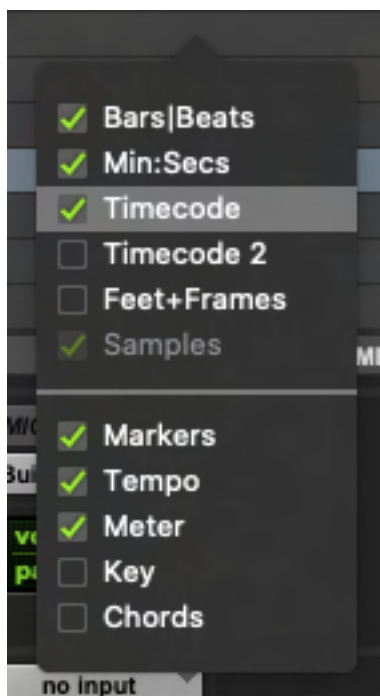 Bars|Beats
Min:Secs
Timecode
Timecode 2
Feet+Frames
Samples
Markers
Tempo
Meter
Key
Chords
no input